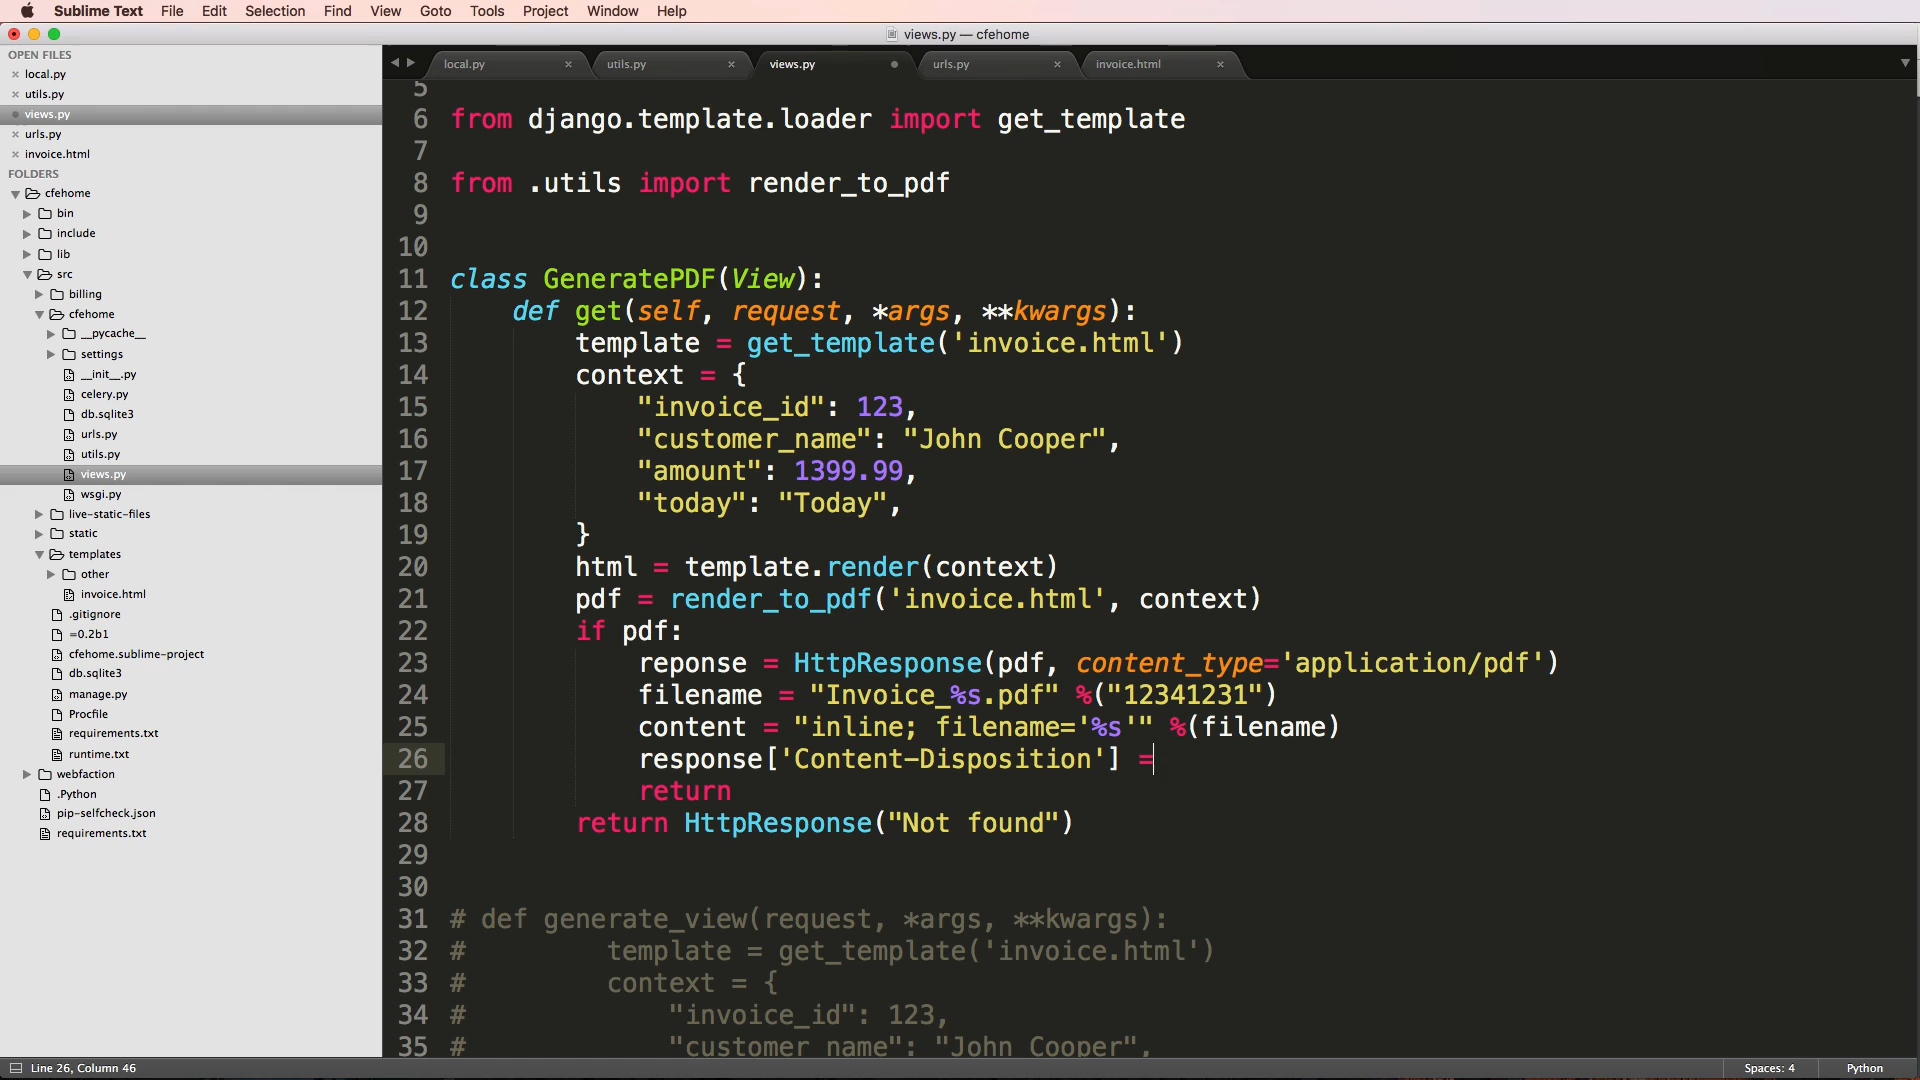 Sublime Text File Edit Selection Find View Goto Tools Project Window Help
views.py — cfehome
OPEN FILES
local.py
utils.py
views.py
urls.py
invoice.html
FOLDERS
cfehome
bin
include
lib
src
billing
cfehome
__pycache__
settings
__init__.py
celery.py
db.sqlite3
urls.py
utils.py
views.py
wsgi.py
live-static-files
static
templates
other
invoice.html
.gitignore
=0.2b1
cfehome.sublime-project
db.sqlite3
manage.py
Procfile
requirements.txt
runtime.txt
webfaction
.Python
pip-selfcheck.json
requirements.txt
local.py utils.py views.py urls.py invoice.html
5
6 from django.template.loader import get_template
7
8 from .utils import render_to_pdf
9
10
11 class GeneratePDF(View):
12     def get(self, request, *args, **kwargs):
13         template = get_template('invoice.html')
14         context = {
15             "invoice_id": 123,
16             "customer_name": "John Cooper",
17             "amount": 1399.99,
18             "today": "Today",
19         }
20         html = template.render(context)
21         pdf = render_to_pdf('invoice.html', context)
22         if pdf:
23             reponse = HttpResponse(pdf, content_type='application/pdf')
24             filename = "Invoice_%s.pdf" %("12341231")
25             content = "inline; filename='%s'" %(filename)
26             response['Content-Disposition'] =
27             return
28         return HttpResponse("Not found")
29
30
31 # def generate_view(request, *args, **kwargs):
32 #         template = get_template('invoice.html')
33 #         context = {
34 #             "invoice_id": 123,
35 #             "customer_name": "John Cooper",
Line 26, Column 46 Spaces: 4 Python